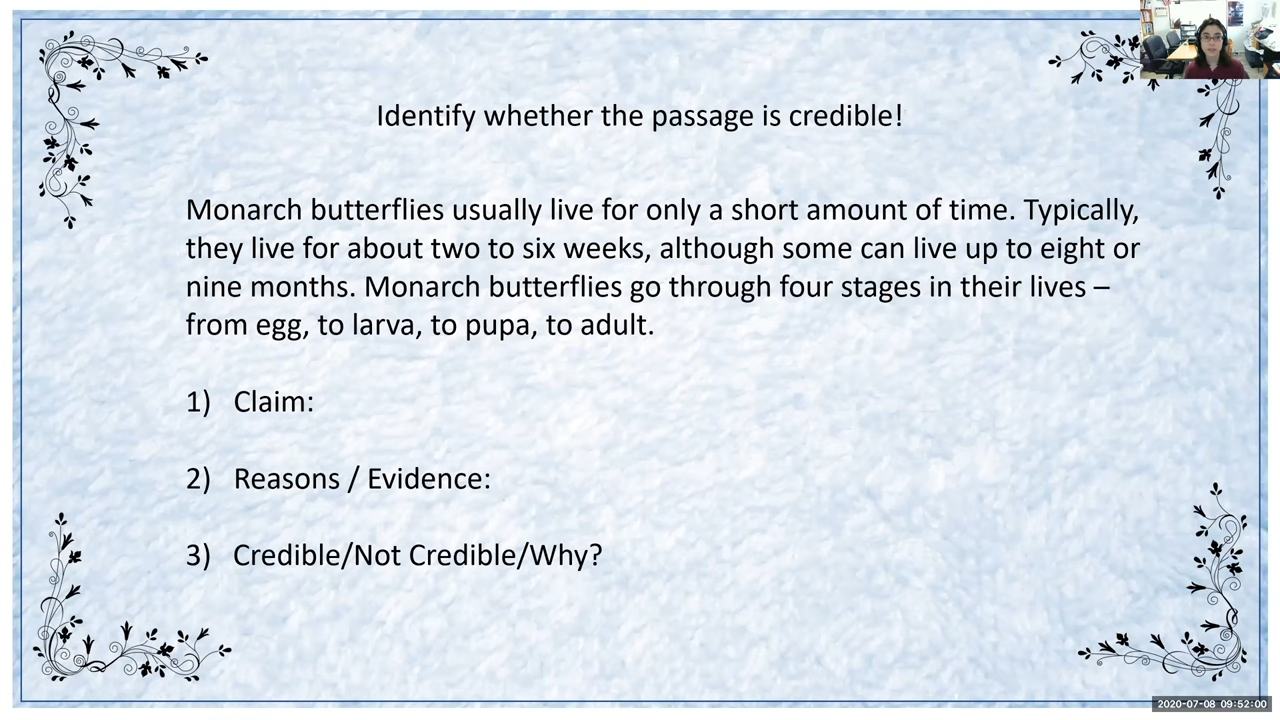 Identify whether the passage is credible!
Monarch butterflies usually live for only a short amount of time. Typically,
they live for about two to six weeks, although some can live up to eight or
nine months. Monarch butterflies go through four stages in their lives –
from egg, to larva, to pupa, to adult.
1) Claim:
2) Reasons / Evidence:
3) Credible/Not Credible/Why?
2020-07-08 09:52:00